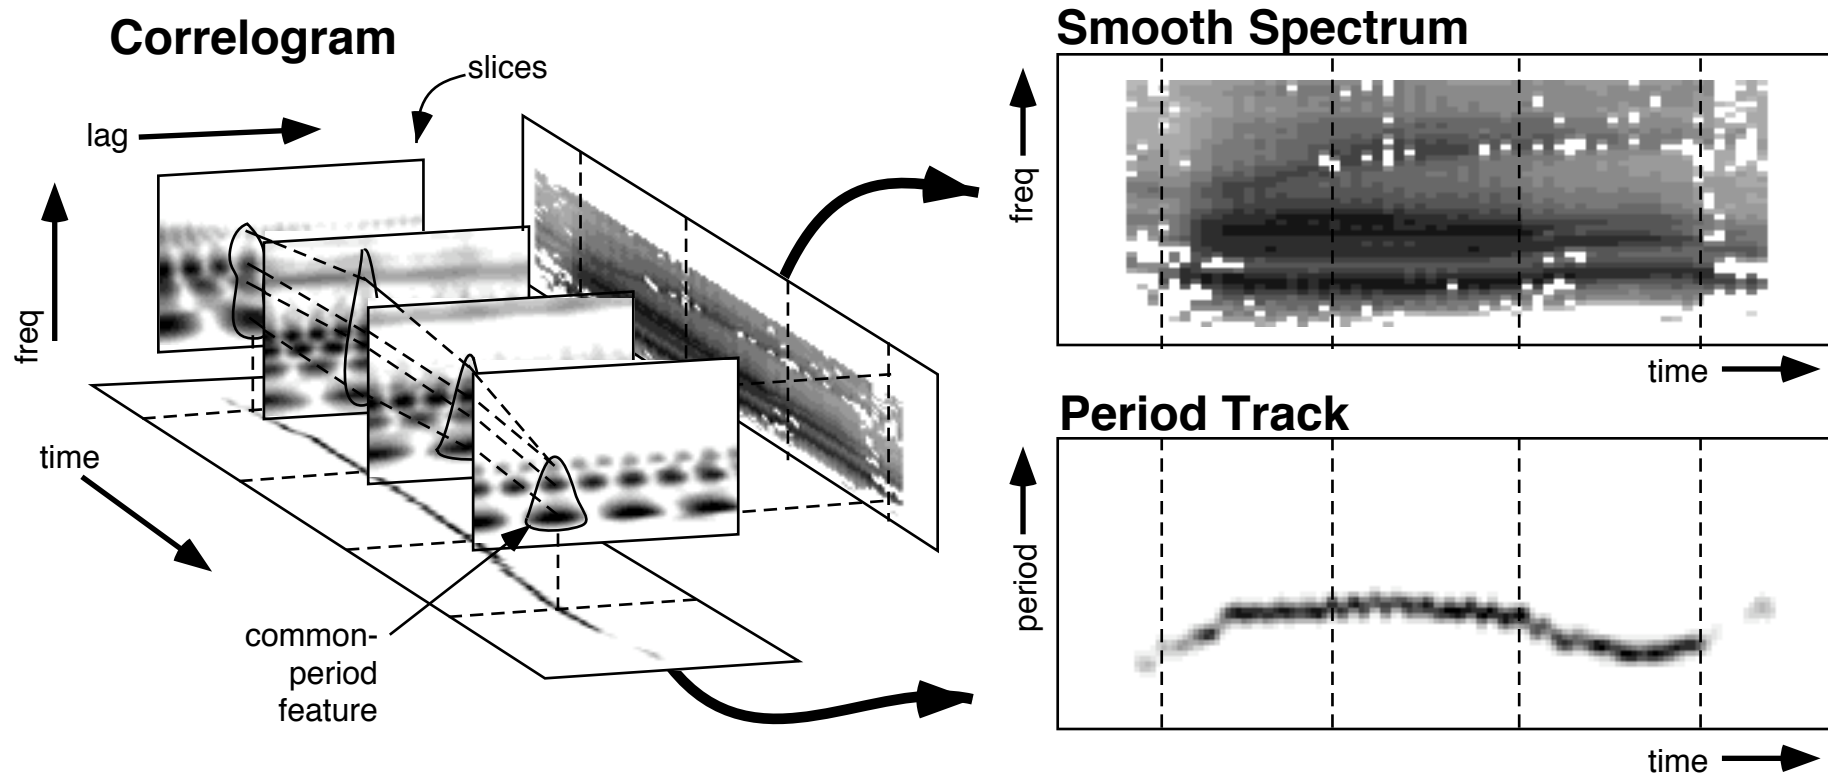 Correlogram
slices
lag
freq
time
common-
period
feature
Smooth Spectrum
freq
time
Period Track
period
time